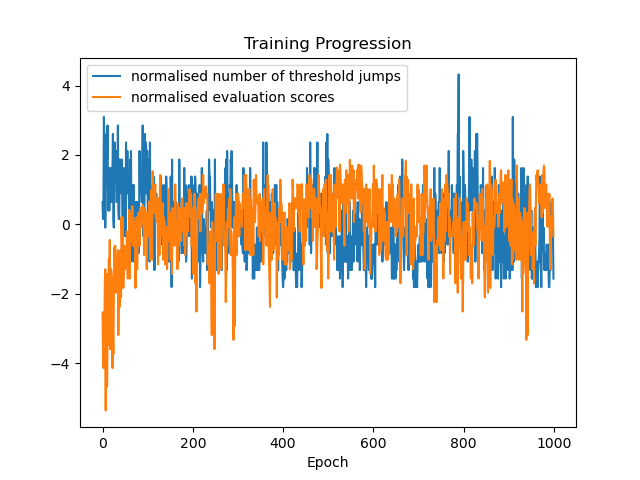 Training Progression
normalised number of threshold jumps
normalised evaluation scores
4
2
0
−2
−4
0 200 400 600 800 1000
Epoch